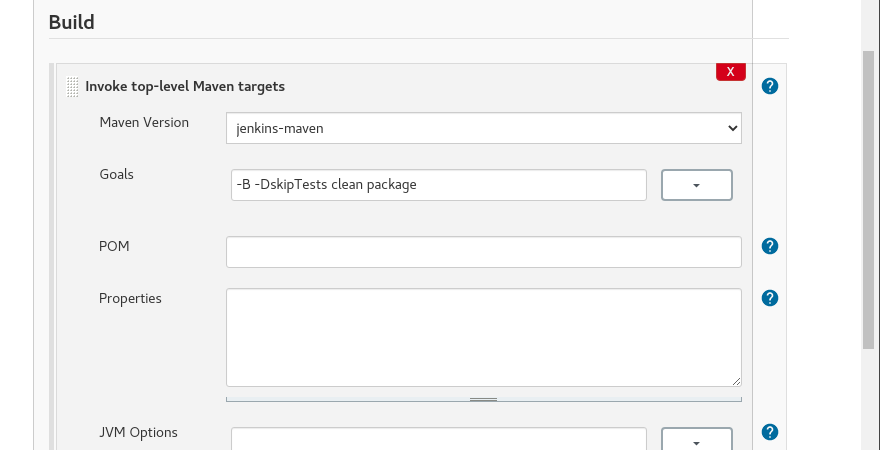 Build
X
Invoke top-level Maven targets
?
Maven Version
jenkins-maven
Goals
-B -DskipTests clean package
POM
?
Properties
?
JVM Options
?